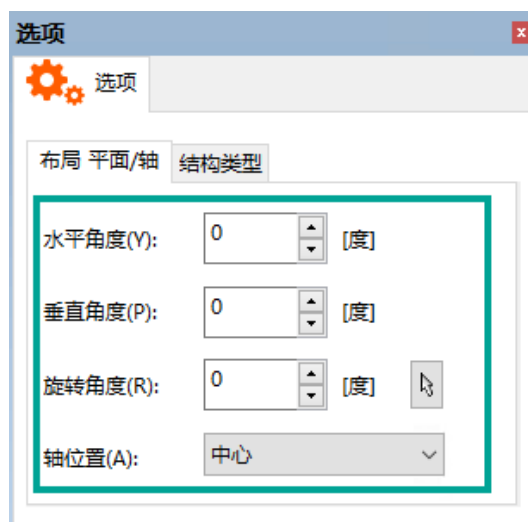 选项
选项
布局 平面/轴 结构类型
水平角度(Y): 0 [度]
垂直角度(P): 0 [度]
旋转角度(R): 0 [度]
轴位置(A): 中心